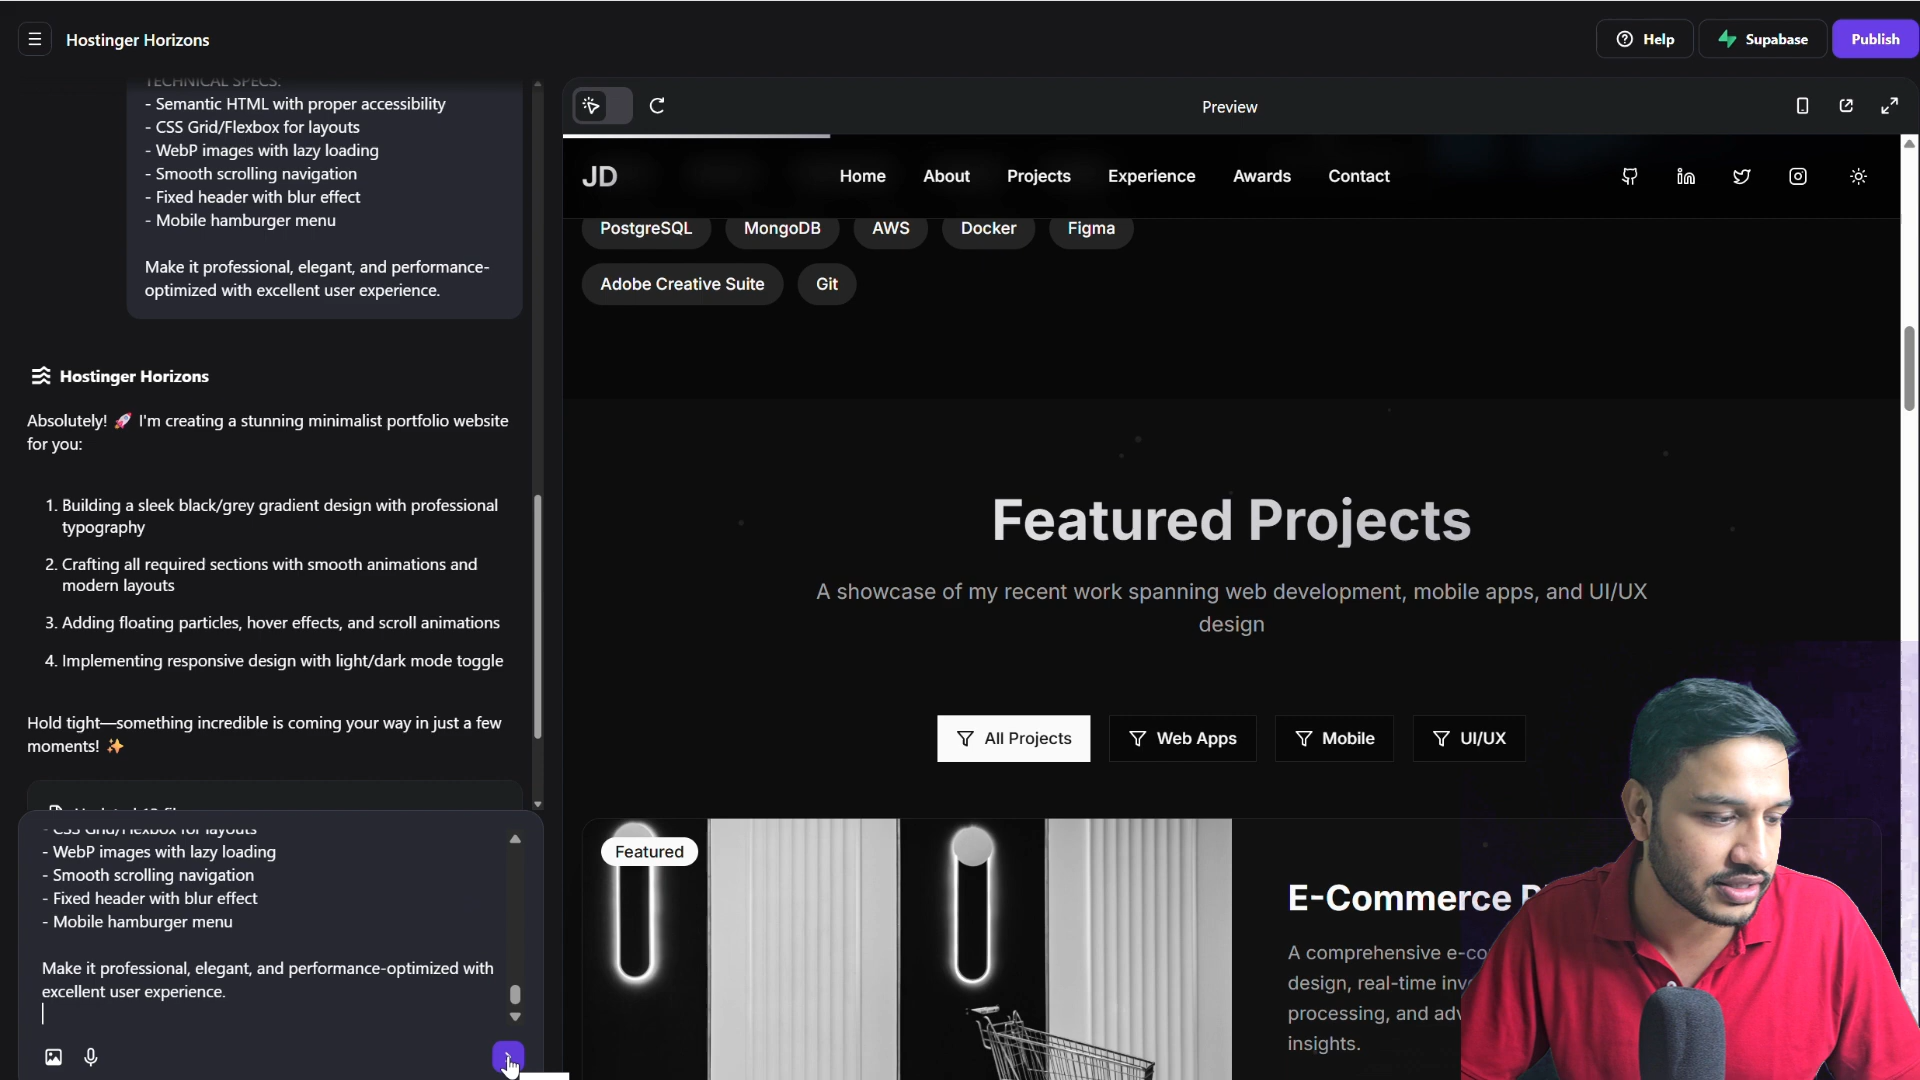 Hostinger Horizons
Help
Supabase
Publish
TECHNICAL SPECS:
- Semantic HTML with proper accessibility
- CSS Grid/Flexbox for layouts
- WebP images with lazy loading
- Smooth scrolling navigation
- Fixed header with blur effect
- Mobile hamburger menu
Make it professional, elegant, and performance-
optimized with excellent user experience.
Hostinger Horizons
Absolutely! 🚀 I'm creating a stunning minimalist portfolio website
for you:
1. Building a sleek black/grey gradient design with professional
typography
2. Crafting all required sections with smooth animations and
modern layouts
3. Adding floating particles, hover effects, and scroll animations
4. Implementing responsive design with light/dark mode toggle
Hold tight—something incredible is coming your way in just a few
moments! ✨
- CSS Grid/Flexbox for layouts
- WebP images with lazy loading
- Smooth scrolling navigation
- Fixed header with blur effect
- Mobile hamburger menu
Make it professional, elegant, and performance-optimized with
excellent user experience.
Preview
JD
Home About Projects Experience Awards Contact
PostgreSQL MongoDB AWS Docker Figma
Adobe Creative Suite Git
Featured Projects
A showcase of my recent work spanning web development, mobile apps, and UI/UX
design
All Projects Web Apps Mobile UI/UX
Featured
E-Commerce
A comprehensive
design, real-time
processing, and
insights.